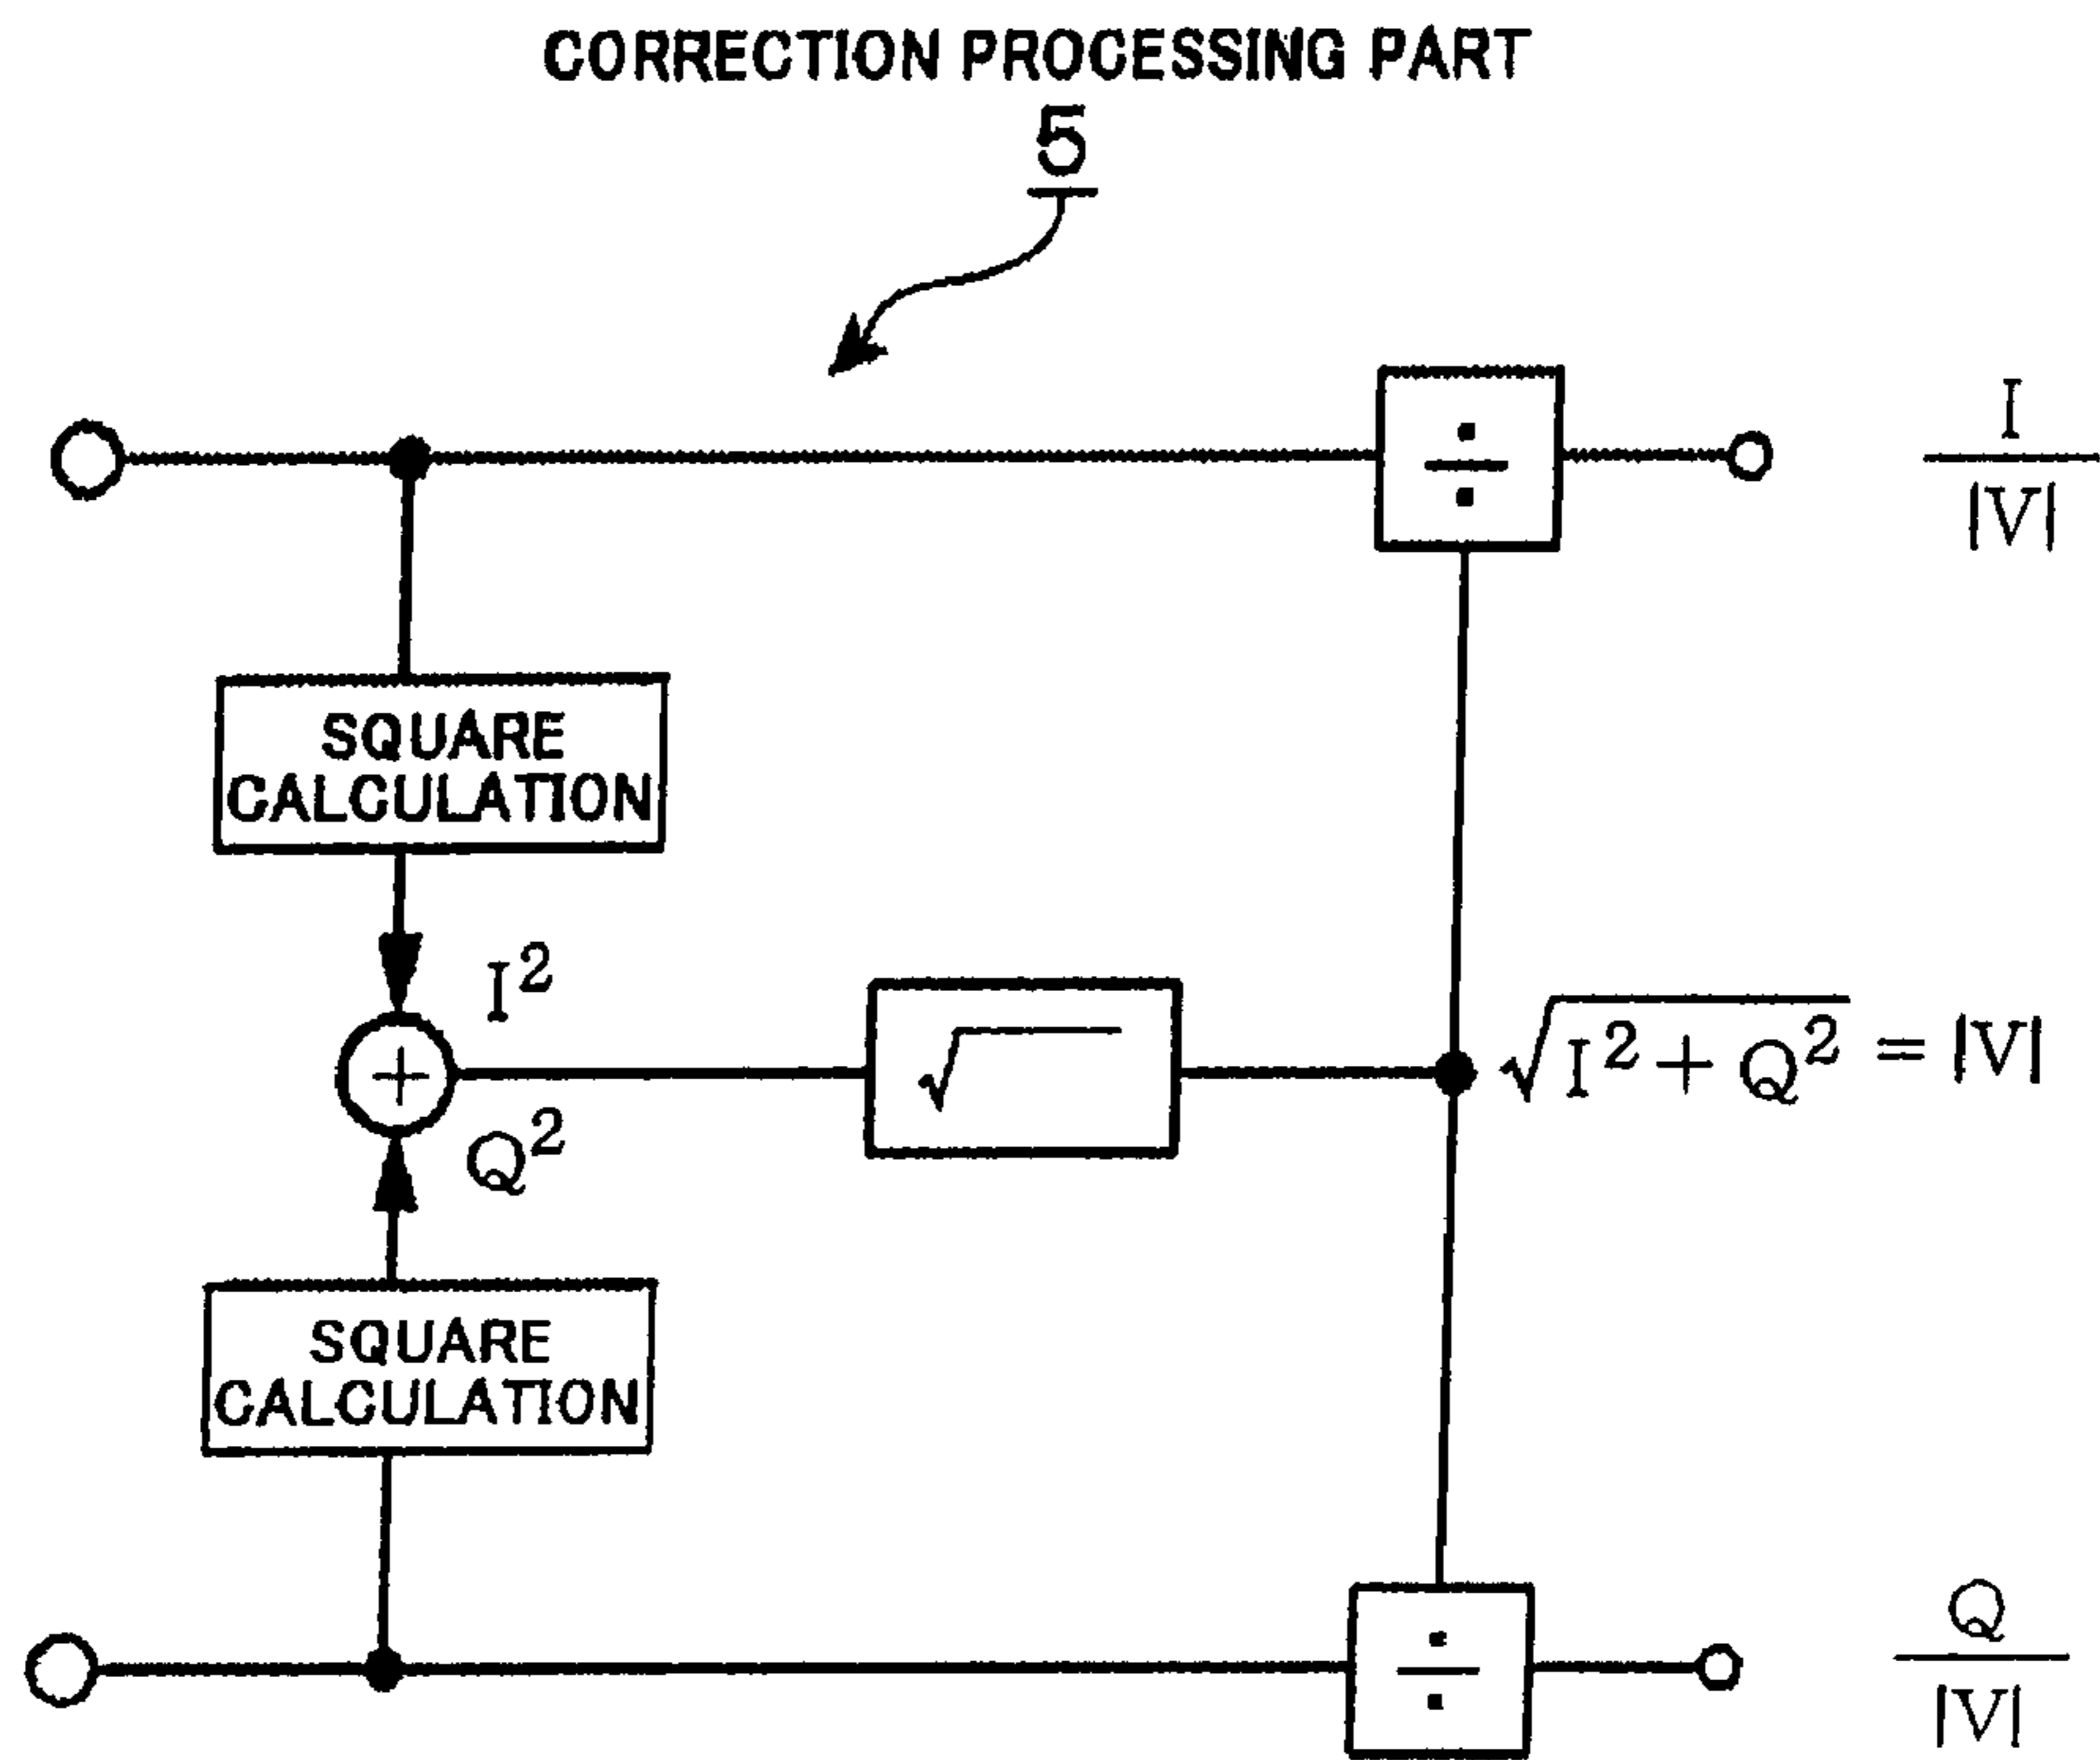 CORRECTION PROCESSING PART
5
÷
I
|V|
SQUARE
CALCULATION
I²
+
√
√I² + Q² = |V|
Q²
SQUARE
CALCULATION
÷
Q
|V|